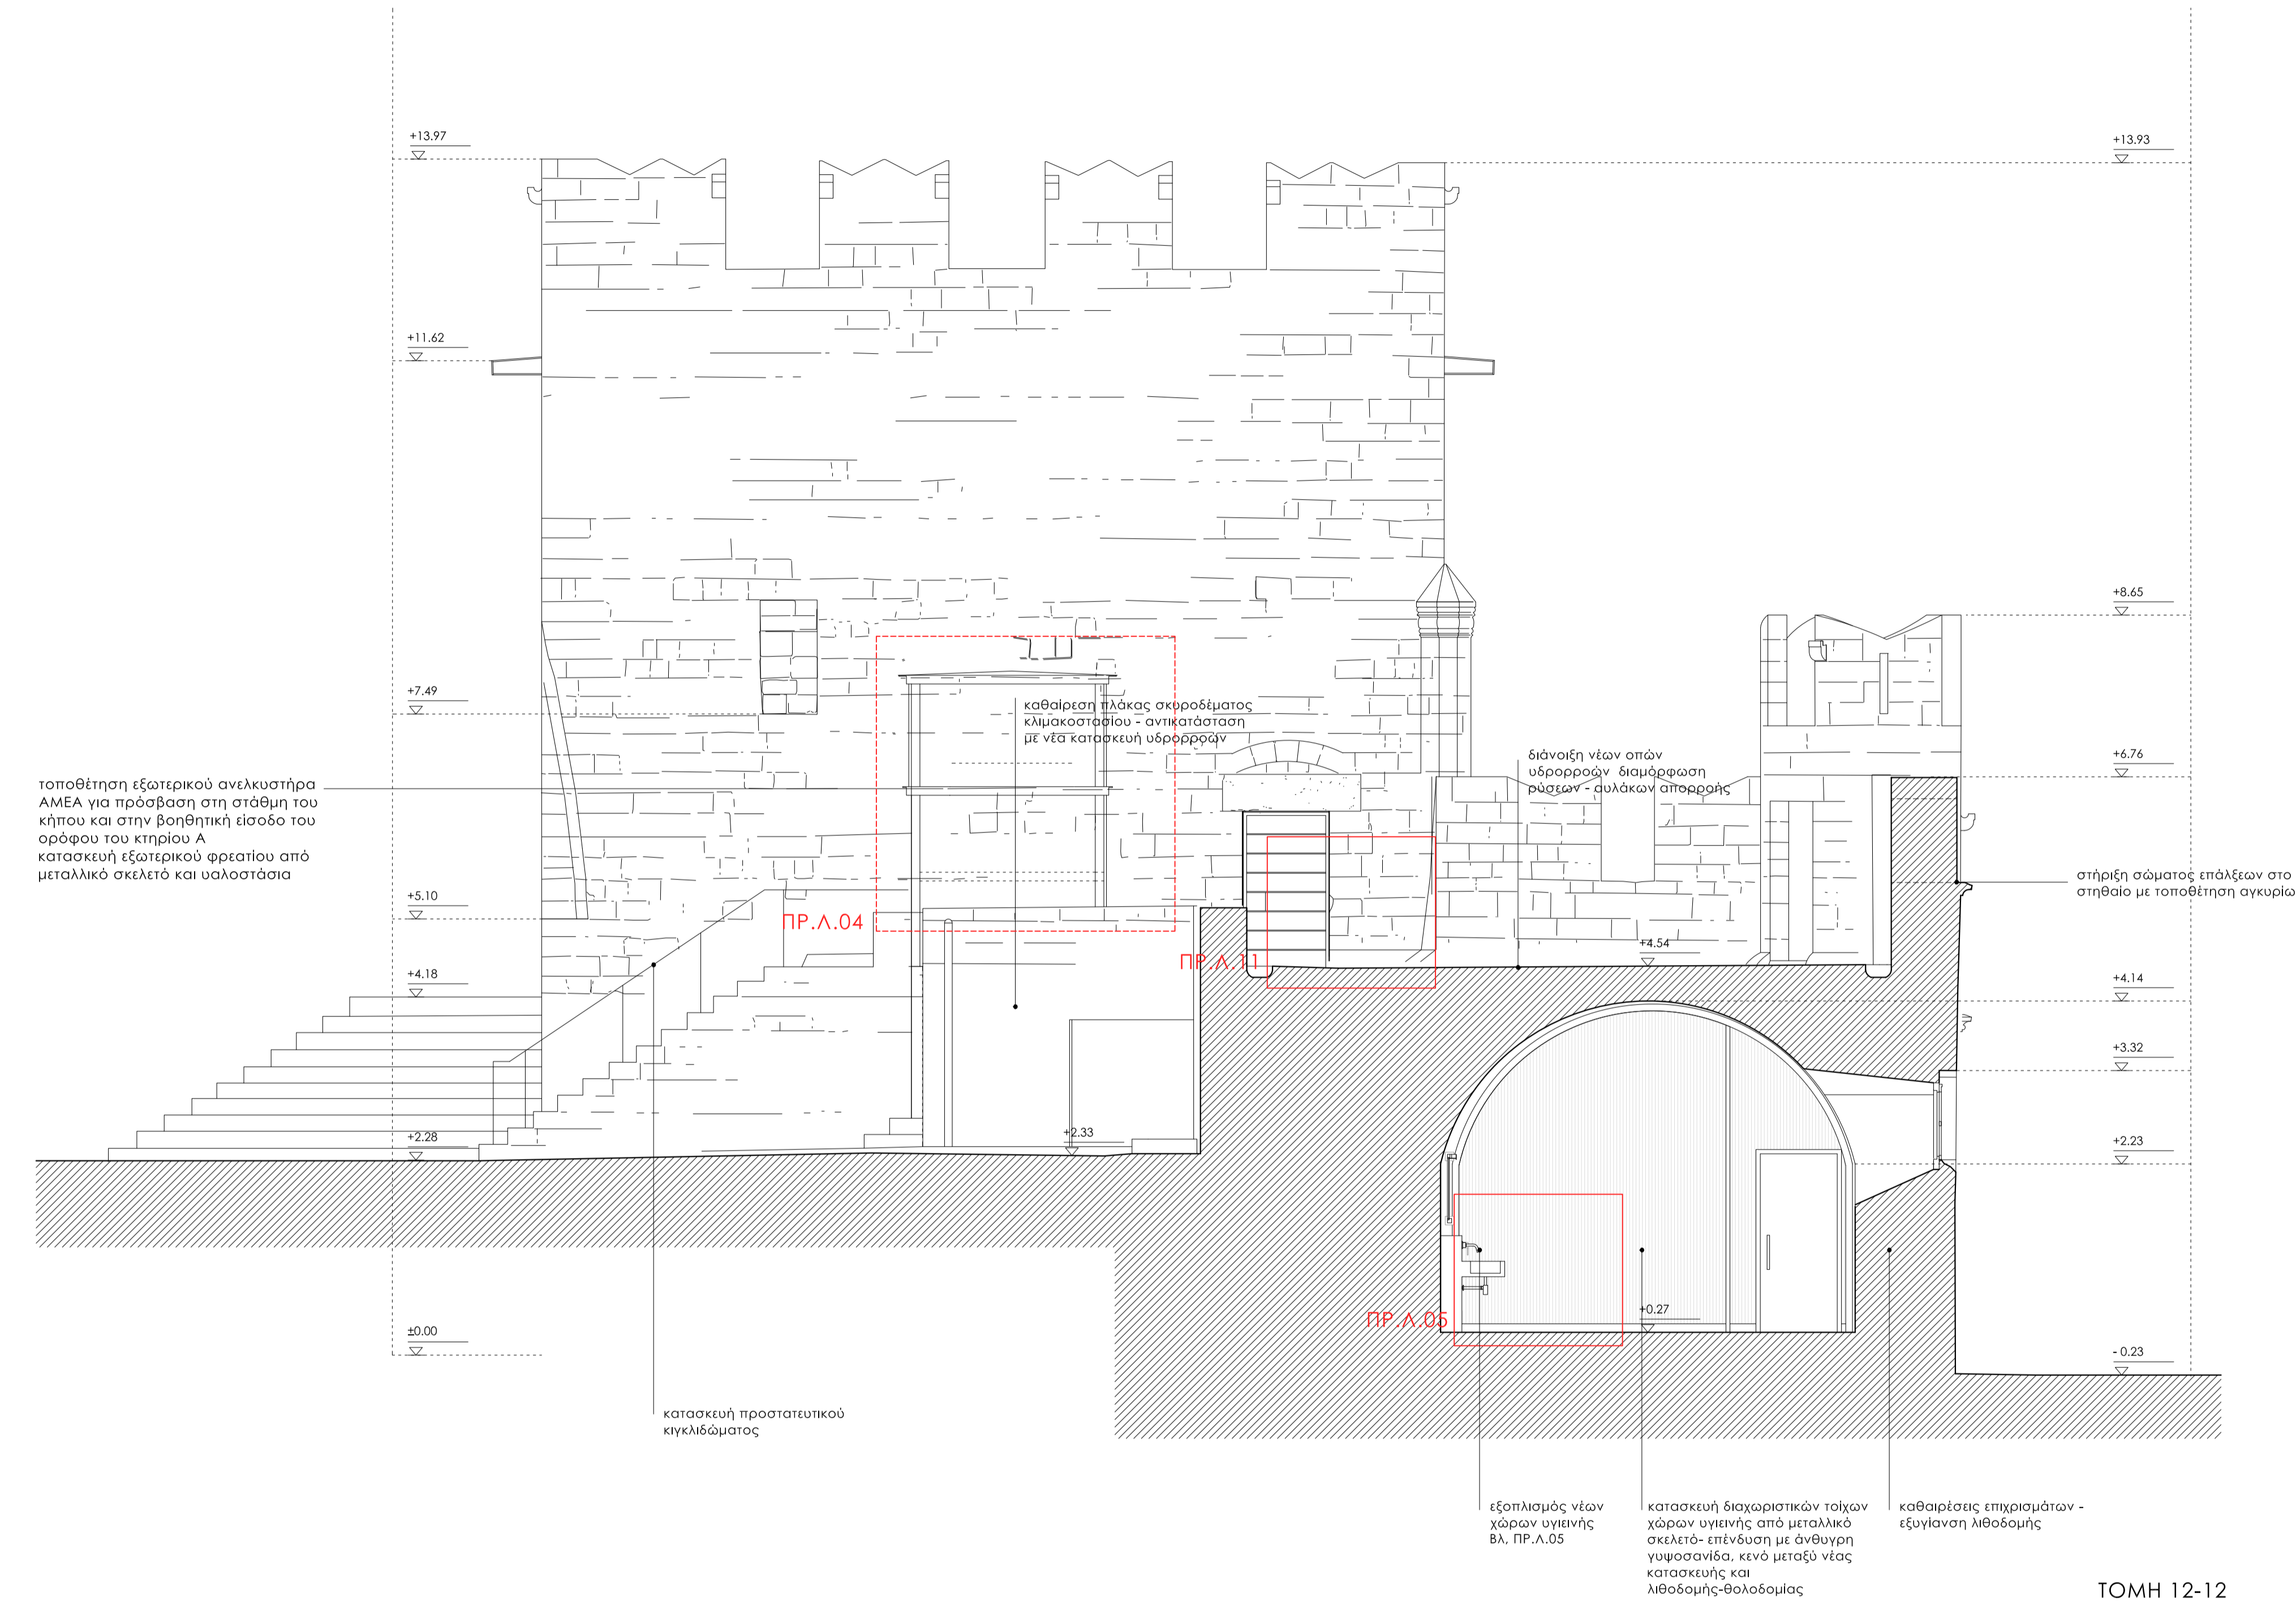 +13.97
+13.93
+11.62
+8.65
+7.49
καθαίρεση πλάκας σκυροδέματος
κλιμακοστασίου - αντικατάσταση
με νέα κατασκευή υδρορροών
διάνοιξη νέων οπών
υδρορροών διαμόρφωση
ρύσεων - αυλάκων απορροής
+6.76
τοποθέτηση εξωτερικού ανελκυστήρα
ΑΜΕΑ για πρόσβαση στη στάθμη του
κήπου και στην βοηθητική είσοδο του
ορόφου του κτηρίου Α
κατασκευή εξωτερικού φρεατίου από
μεταλλικό σκελετό και υαλοστάσια
στήριξη σώματος επάλξεων στο
στηθαίο με τοποθέτηση αγκυρίω
+5.10
ΠΡ.Λ.04
+4.54
ΠΡ.Λ.11
+4.18
+4.14
+3.32
+2.28
+2.33
+2.23
ΠΡ.Λ.05
+0.27
±0.00
- 0.23
κατασκευή προστατευτικού
κιγκλιδώματος
εξοπλισμός νέων
χώρων υγιεινής
Βλ, ΠΡ.Λ.05
κατασκευή διαχωριστικών τοίχων
χώρων υγιεινής από μεταλλικό
σκελετό- επένδυση με άνθυγρη
γυψοσανίδα, κενό μεταξύ νέας
κατασκευής και
λιθοδομής-θολοδομίας
καθαιρέσεις επιχρισμάτων -
εξυγίανση λιθοδομής
ΤΟΜΗ 12-12